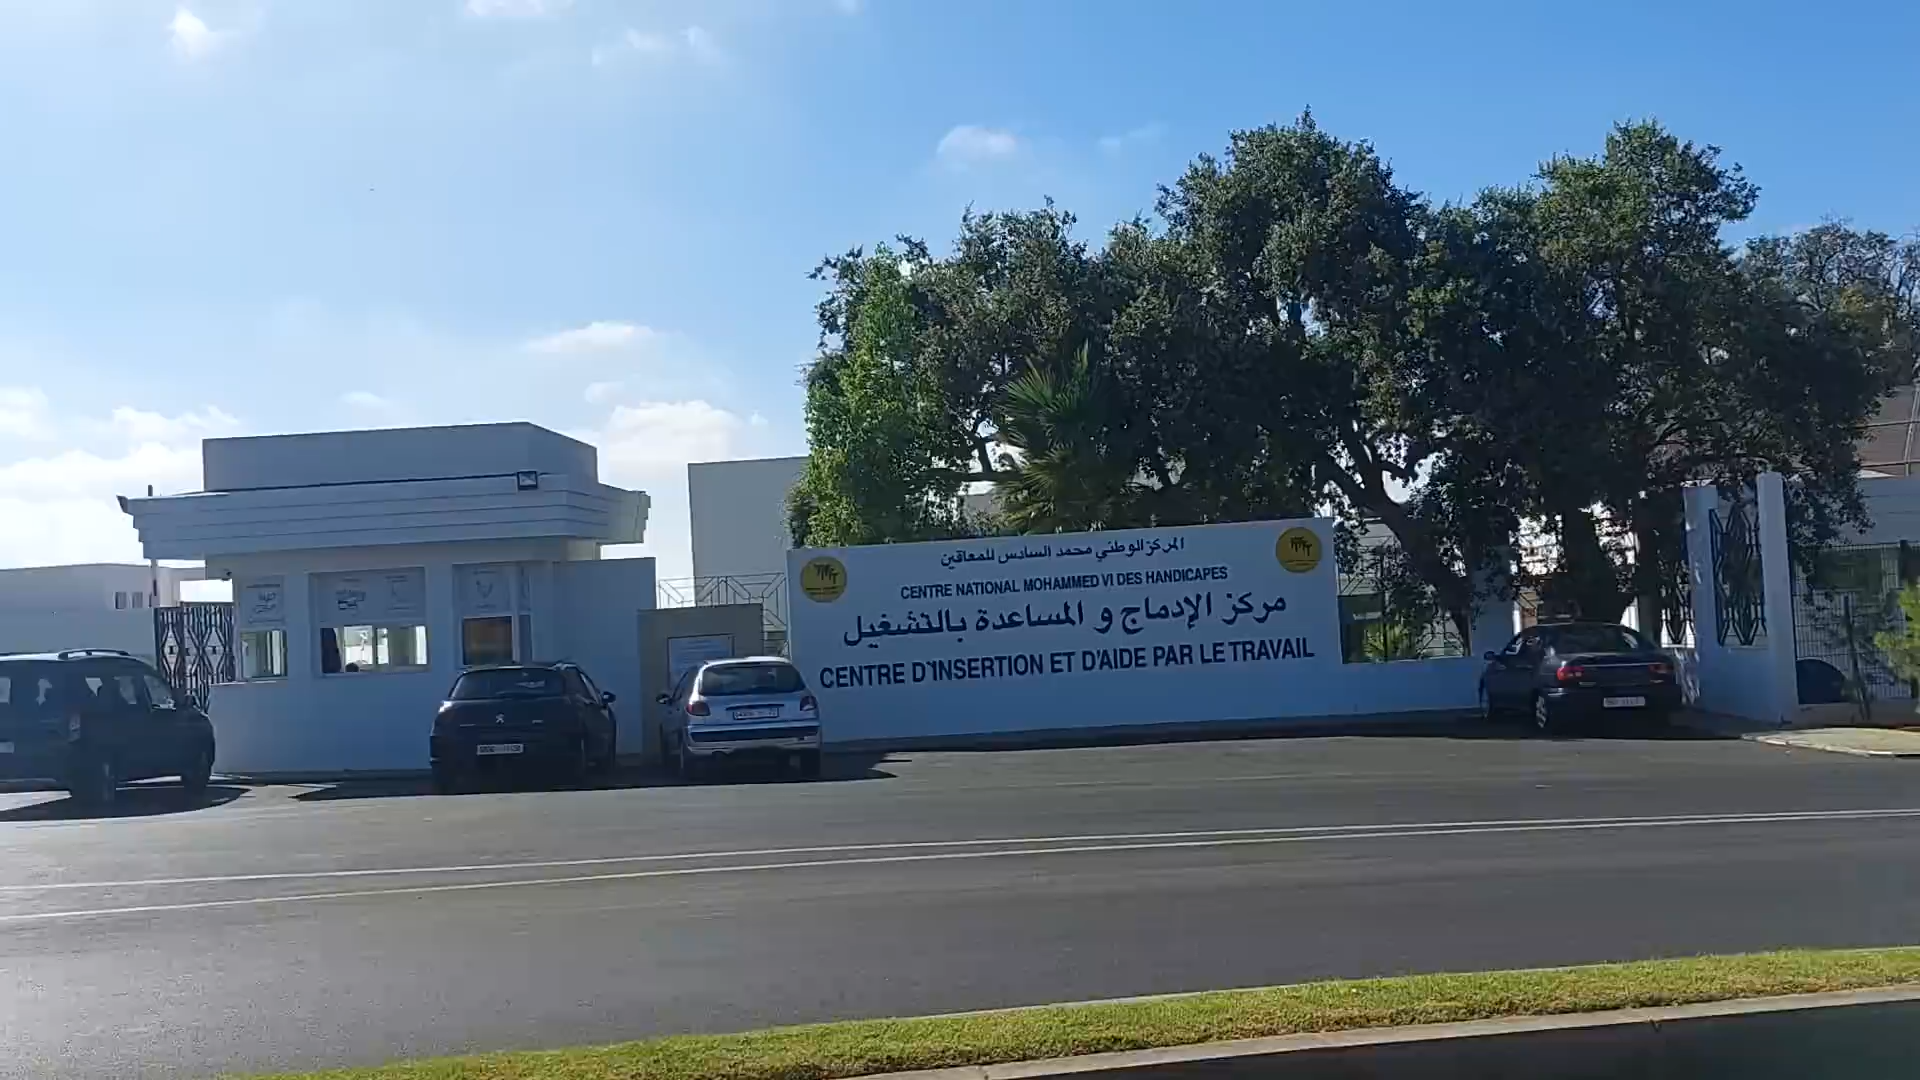 المركز الوطني محمد السادس للمعاقين
CENTRE NATIONAL MOHAMMED VI DES HANDICAPES
مركز الإدماج و المساعدة بالتشغيل
CENTRE D'INSERTION ET D'AIDE PAR LE TRAVAIL